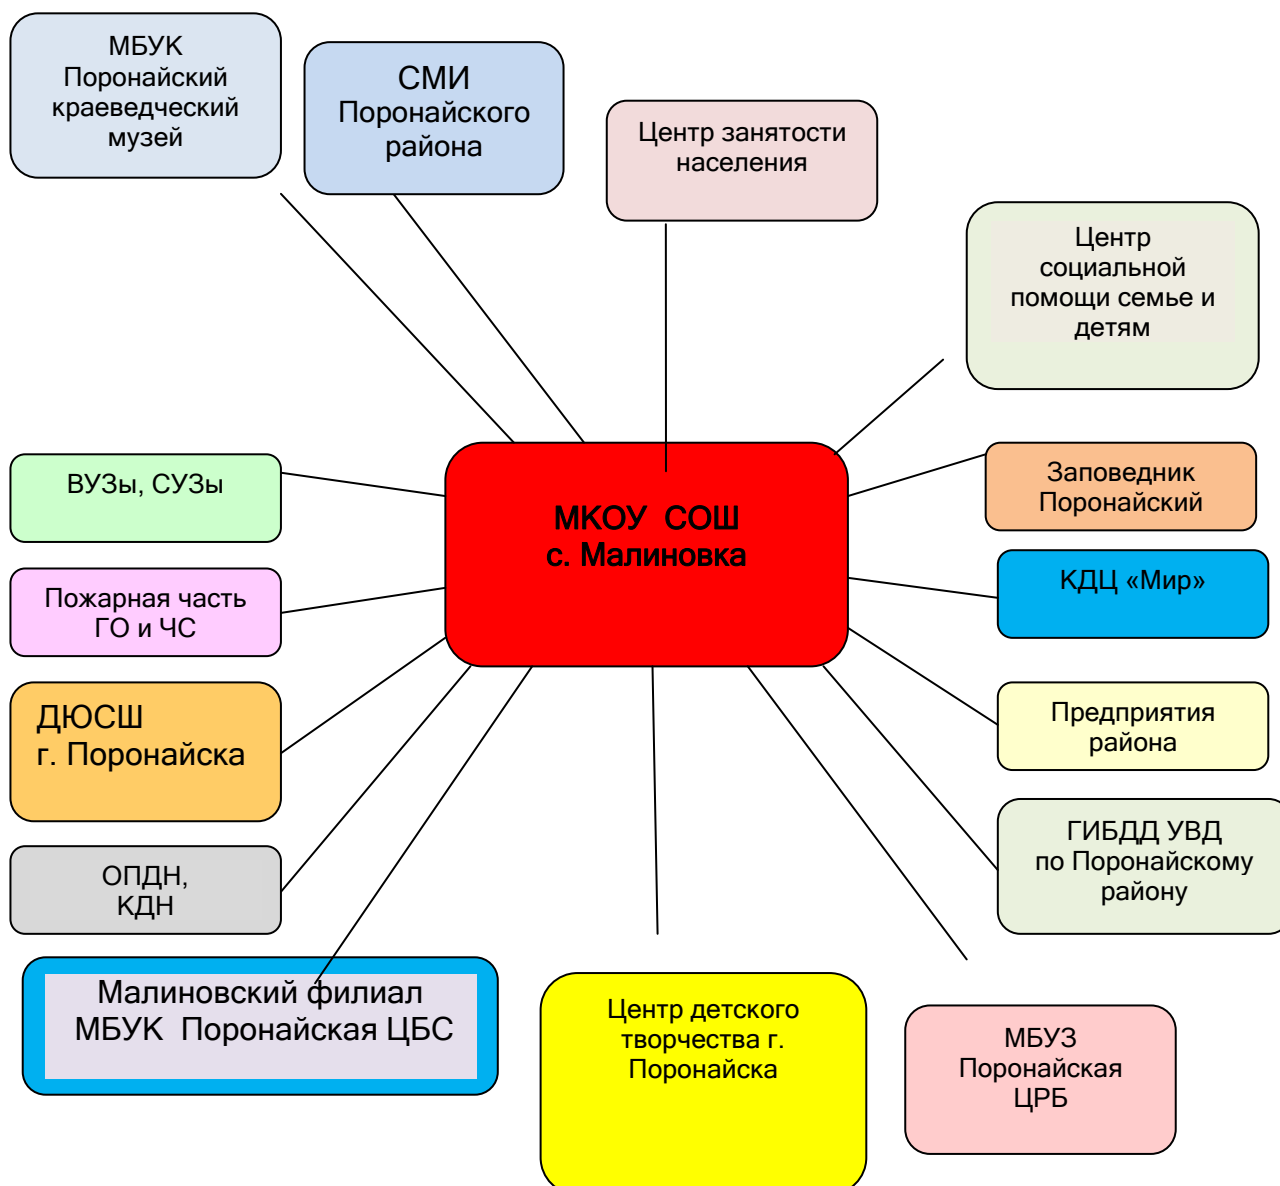 МБУК
Поронайский
краеведческий
музей
СМИ
Поронайского
района
Центр занятости
населения
Центр
социальной
помощи семье и
детям
ВУЗы, СУЗы
МКОУ СОШ
с. Малиновка
Заповедник
Поронайский
КДЦ «Мир»
Пожарная часть
ГО и ЧС
ДЮСШ
г. Поронайска
Предприятия
района
ГИБДД УВД
по Поронайскому
району
ОПДН,
КДН
Малиновский филиал
МБУК Поронайская ЦБС
Центр детского
творчества г.
Поронайска
МБУЗ
Поронайская
ЦРБ